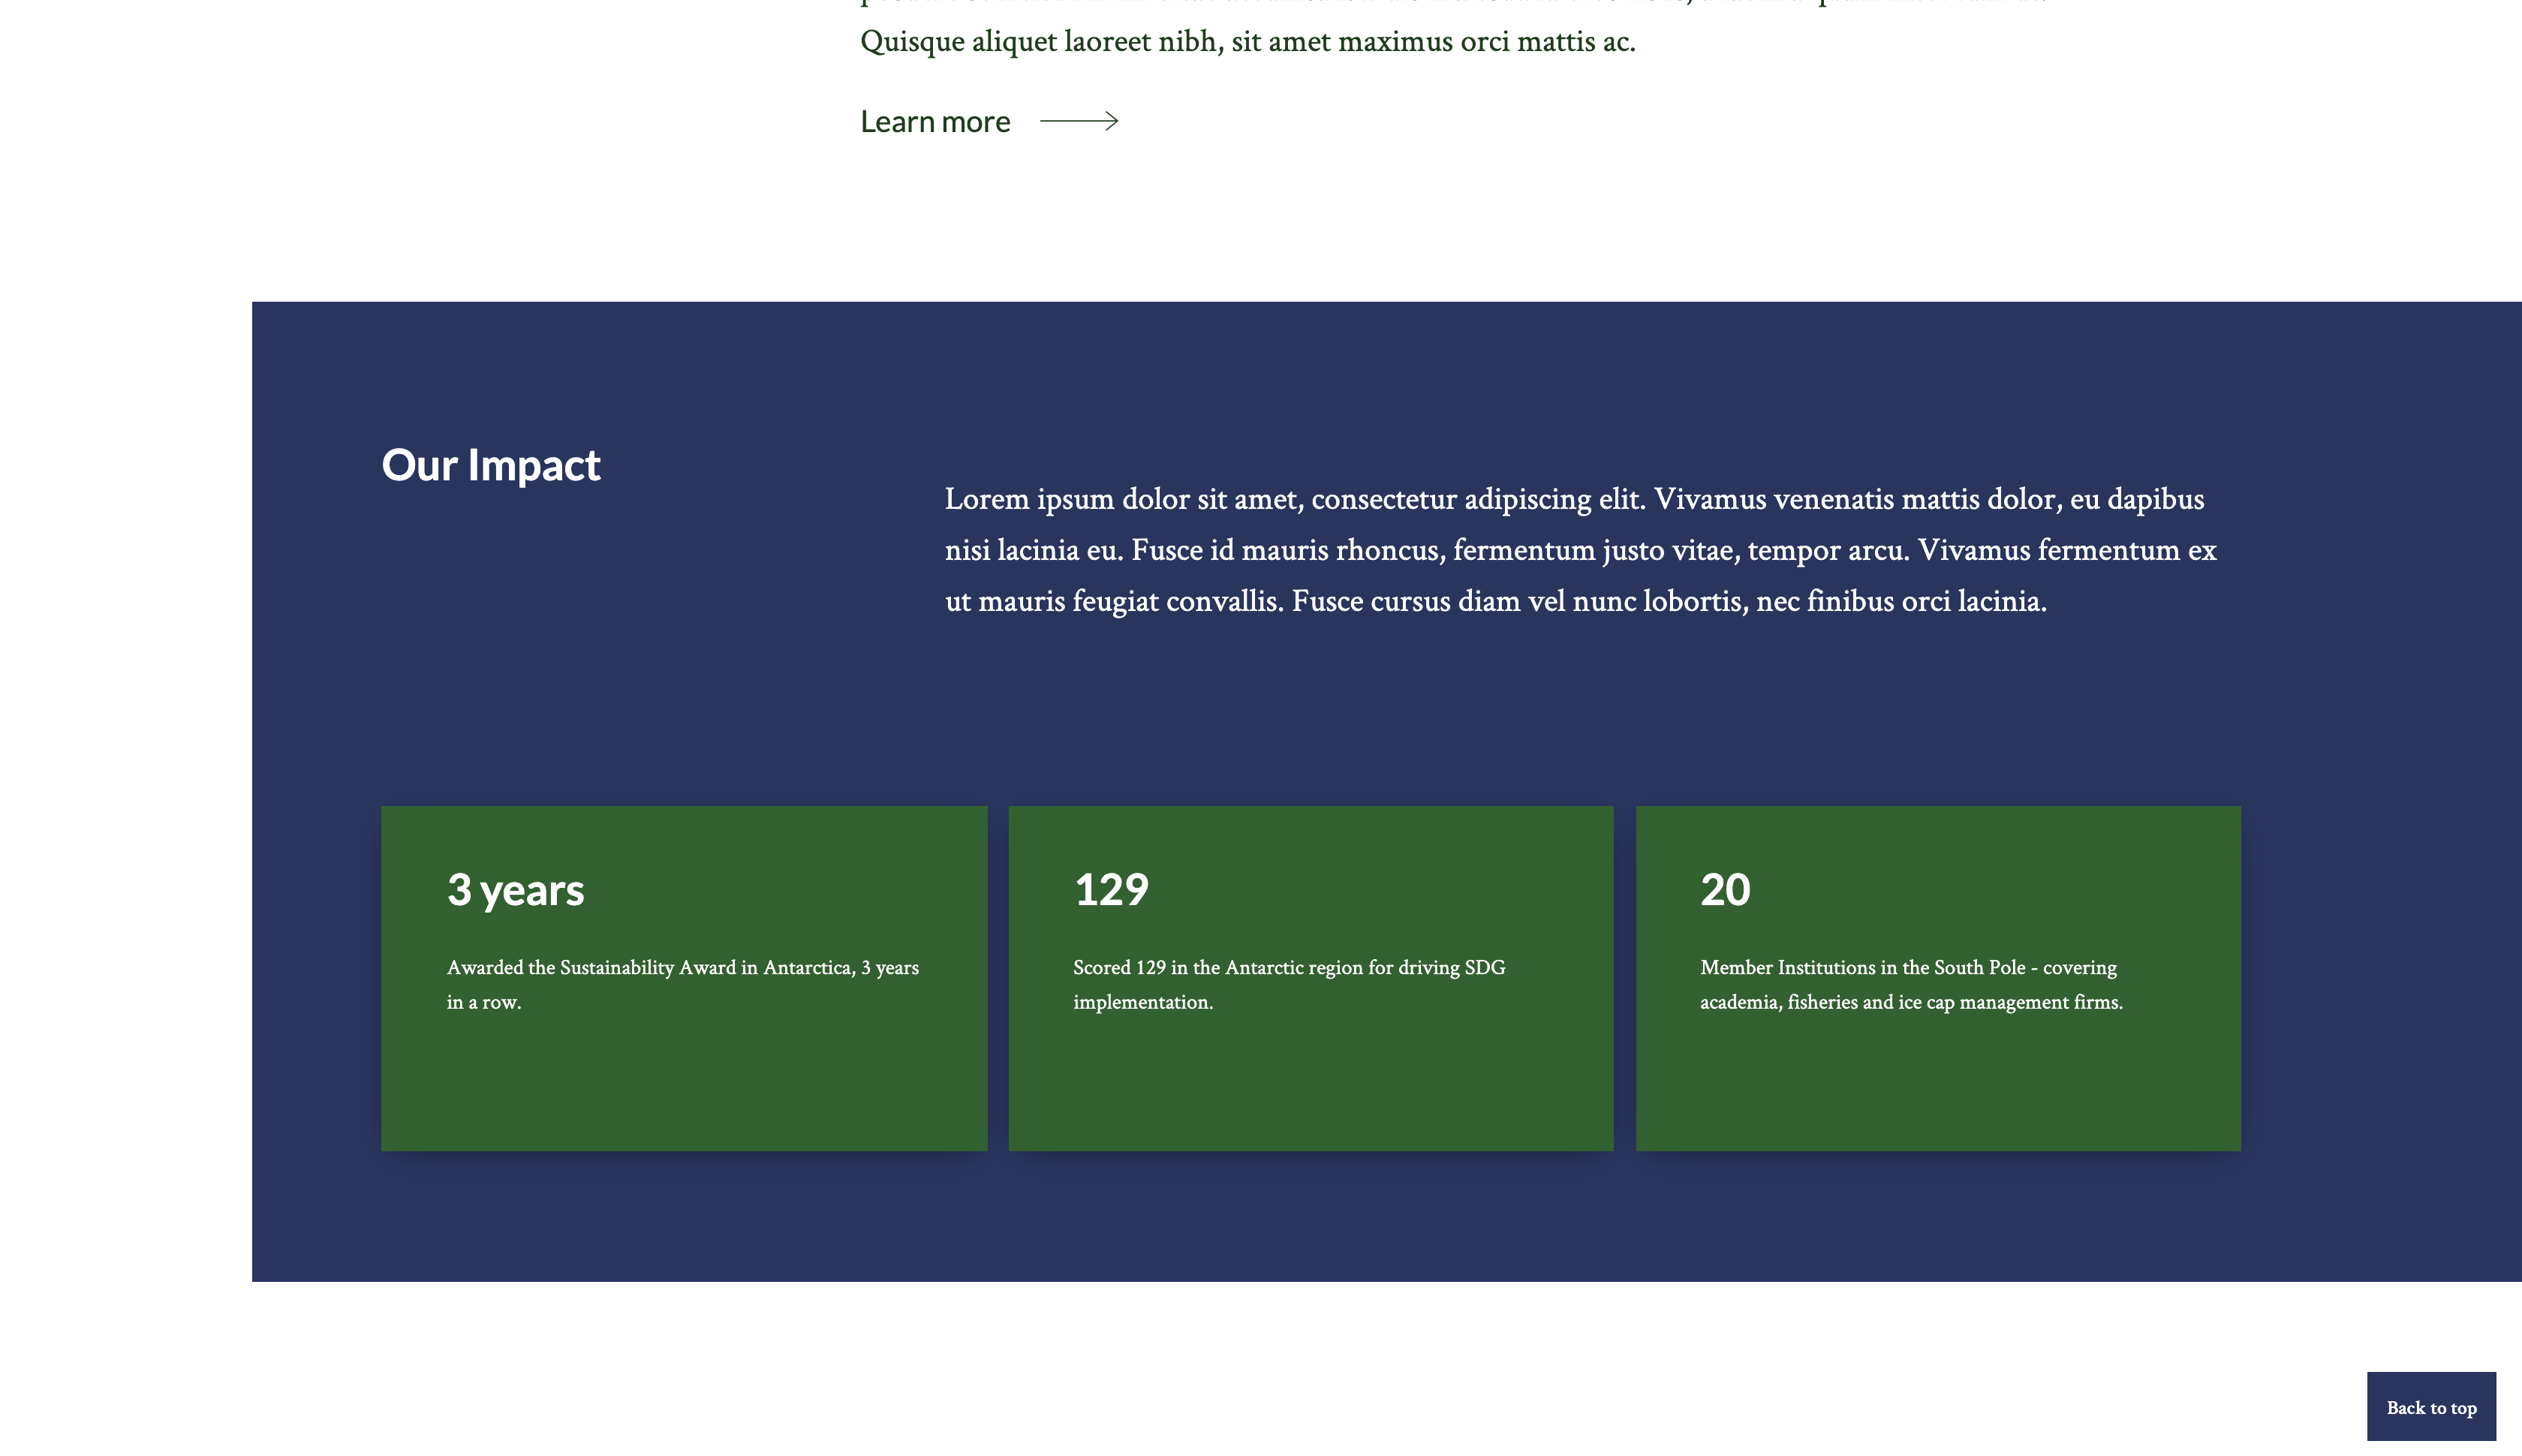 Quisque aliquet laoreet nibh, sit amet maximus orci mattis ac.
Learn more
Our Impact
Lorem ipsum dolor sit amet, consectetur adipiscing elit. Vivamus venenatis mattis dolor, eu dapibus
nisi lacinia eu. Fusce id mauris rhoncus, fermentum justo vitae, tempor arcu. Vivamus fermentum ex
ut mauris feugiat convallis. Fusce cursus diam vel nunc lobortis, nec finibus orci lacinia.
3 years
Awarded the Sustainability Award in Antarctica, 3 years
in a row.
129
Scored 129 in the Antarctic region for driving SDG
implementation.
20
Member Institutions in the South Pole - covering
academia, fisheries and ice cap management firms.
Back to top